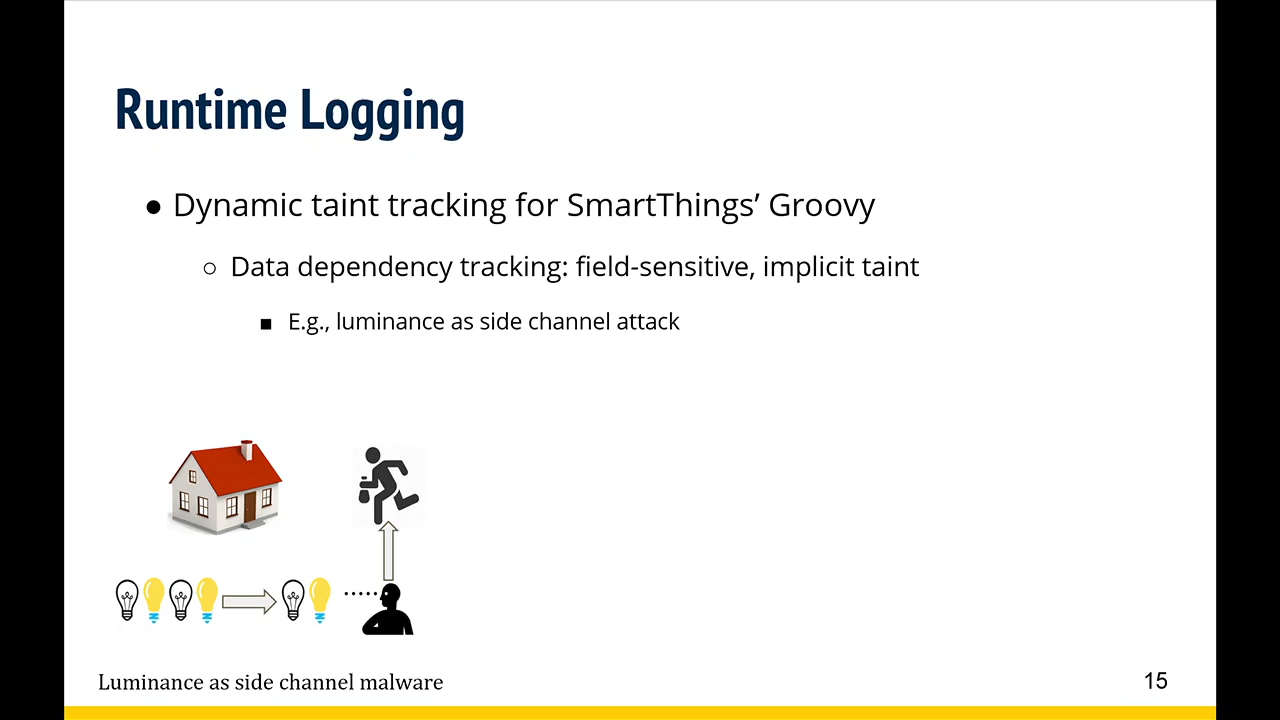 Runtime Logging
● Dynamic taint tracking for SmartThings’ Groovy
○ Data dependency tracking: field-sensitive, implicit taint
■ E.g., luminance as side channel attack
Luminance as side channel malware
15